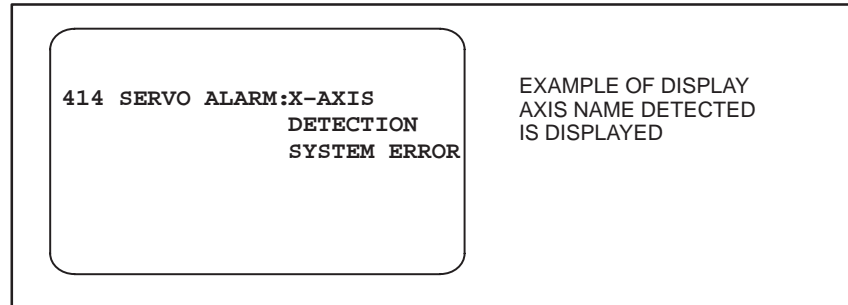 414 SERVO ALARM:X–AXIS
DETECTION
SYSTEM ERROR
EXAMPLE OF DISPLAY
AXIS NAME DETECTED
IS DISPLAYED